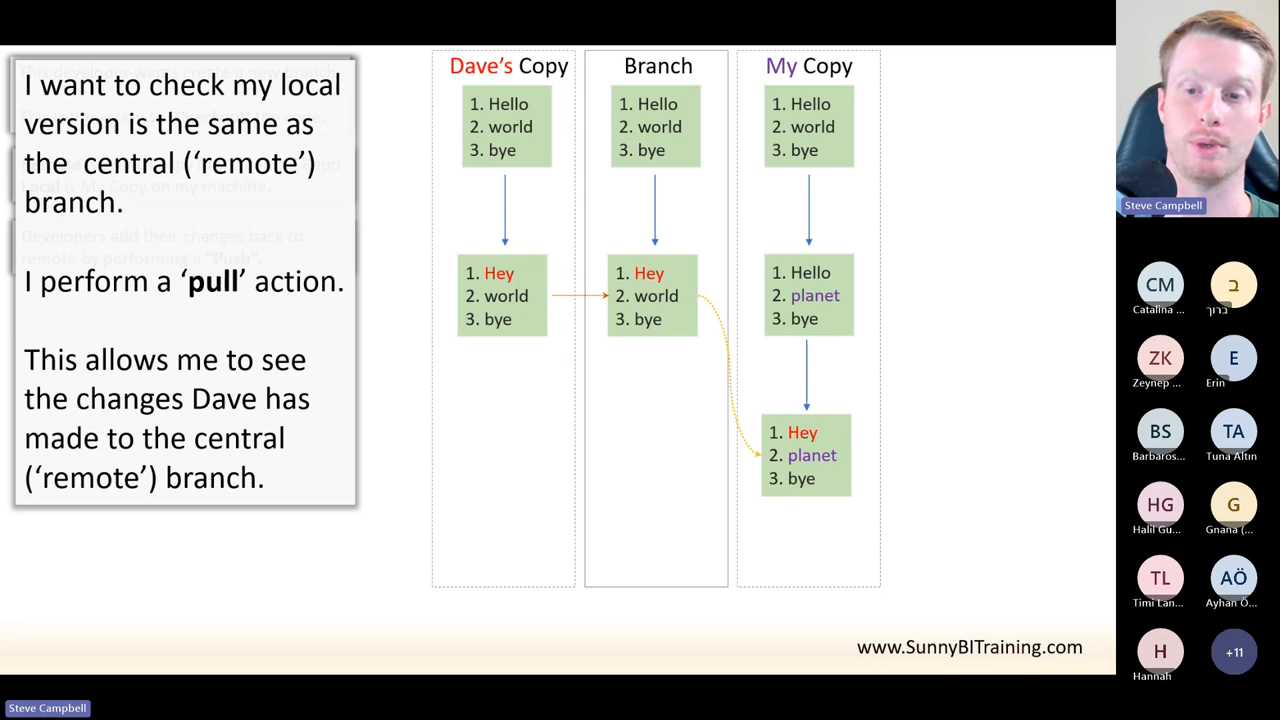 I want to check my local
version is the same as
the central (‘remote’)
branch.
I perform a ‘pull’ action.
This allows me to see
the changes Dave has
made to the central
(‘remote’) branch.
Dave’s Copy
1. Hello
2. world
3. bye
1. Hey
2. world
3. bye
Branch
1. Hello
2. world
3. bye
1. Hey
2. world
3. bye
My Copy
1. Hello
2. world
3. bye
1. Hello
2. planet
3. bye
1. Hey
2. planet
3. bye
www.SunnyBITraining.com
Steve Campbell
CM
Catalina ...
ב
ברוך
ZK
Zeynep ...
E
Erin
BS
Barbaros...
TA
Tuna Altın
HG
Halil Gu...
G
Gnana (...
TL
Timi Lan...
AÖ
Ayhan Ö...
H
Hannah
+11
Steve Campbell